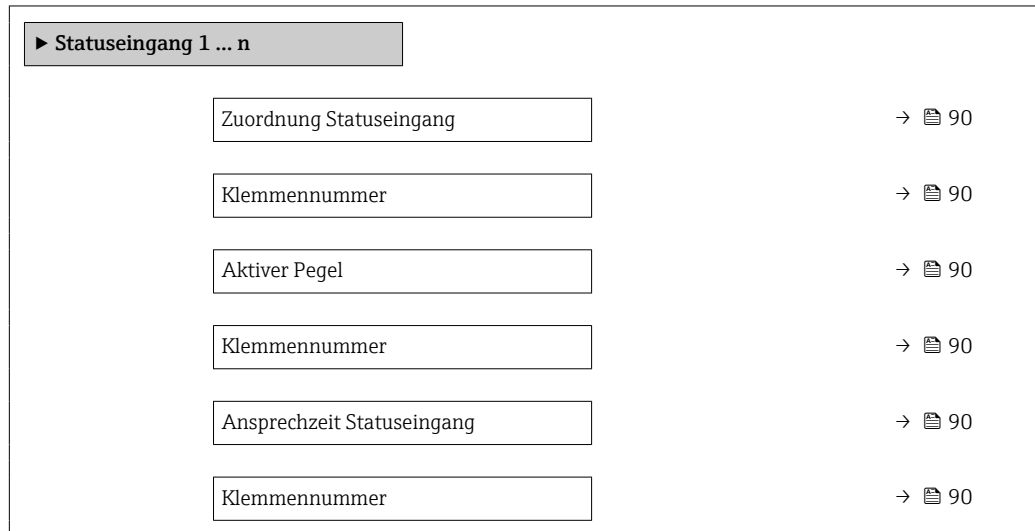 ▶ Statuseingang 1 … n
Zuordnung Statuseingang → 90
Klemmennummer → 90
Aktiver Pegel → 90
Klemmennummer → 90
Ansprechzeit Statuseingang → 90
Klemmennummer → 90